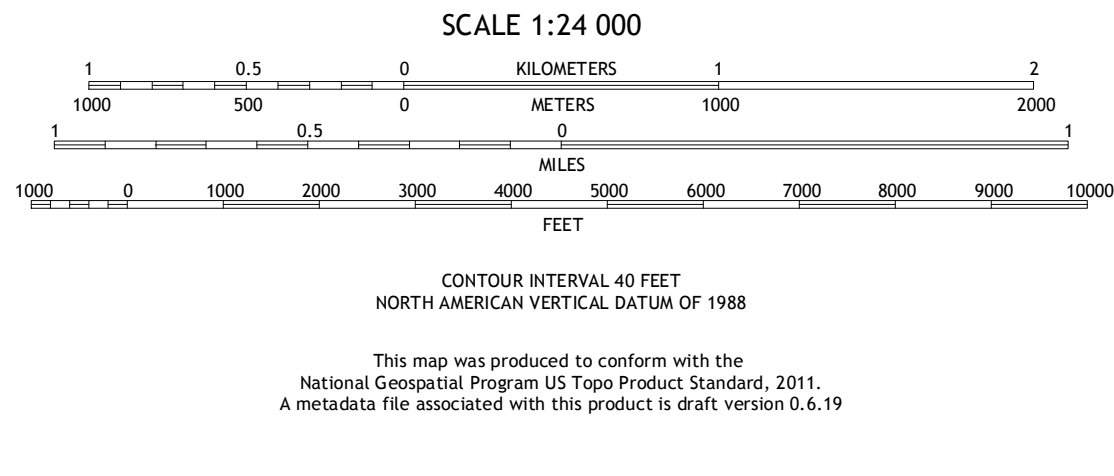 SCALE 1:24 000
1 0.5 0 KILOMETERS 1 2
1000 500 0 METERS 1000 2000
1 0.5 0 1
MILES
1000 0 1000 2000 3000 4000 5000 6000 7000 8000 9000 10000
FEET
CONTOUR INTERVAL 40 FEET
NORTH AMERICAN VERTICAL DATUM OF 1988
This map was produced to conform with the
National Geospatial Program US Topo Product Standard, 2011.
A metadata file associated with this product is draft version 0.6.19